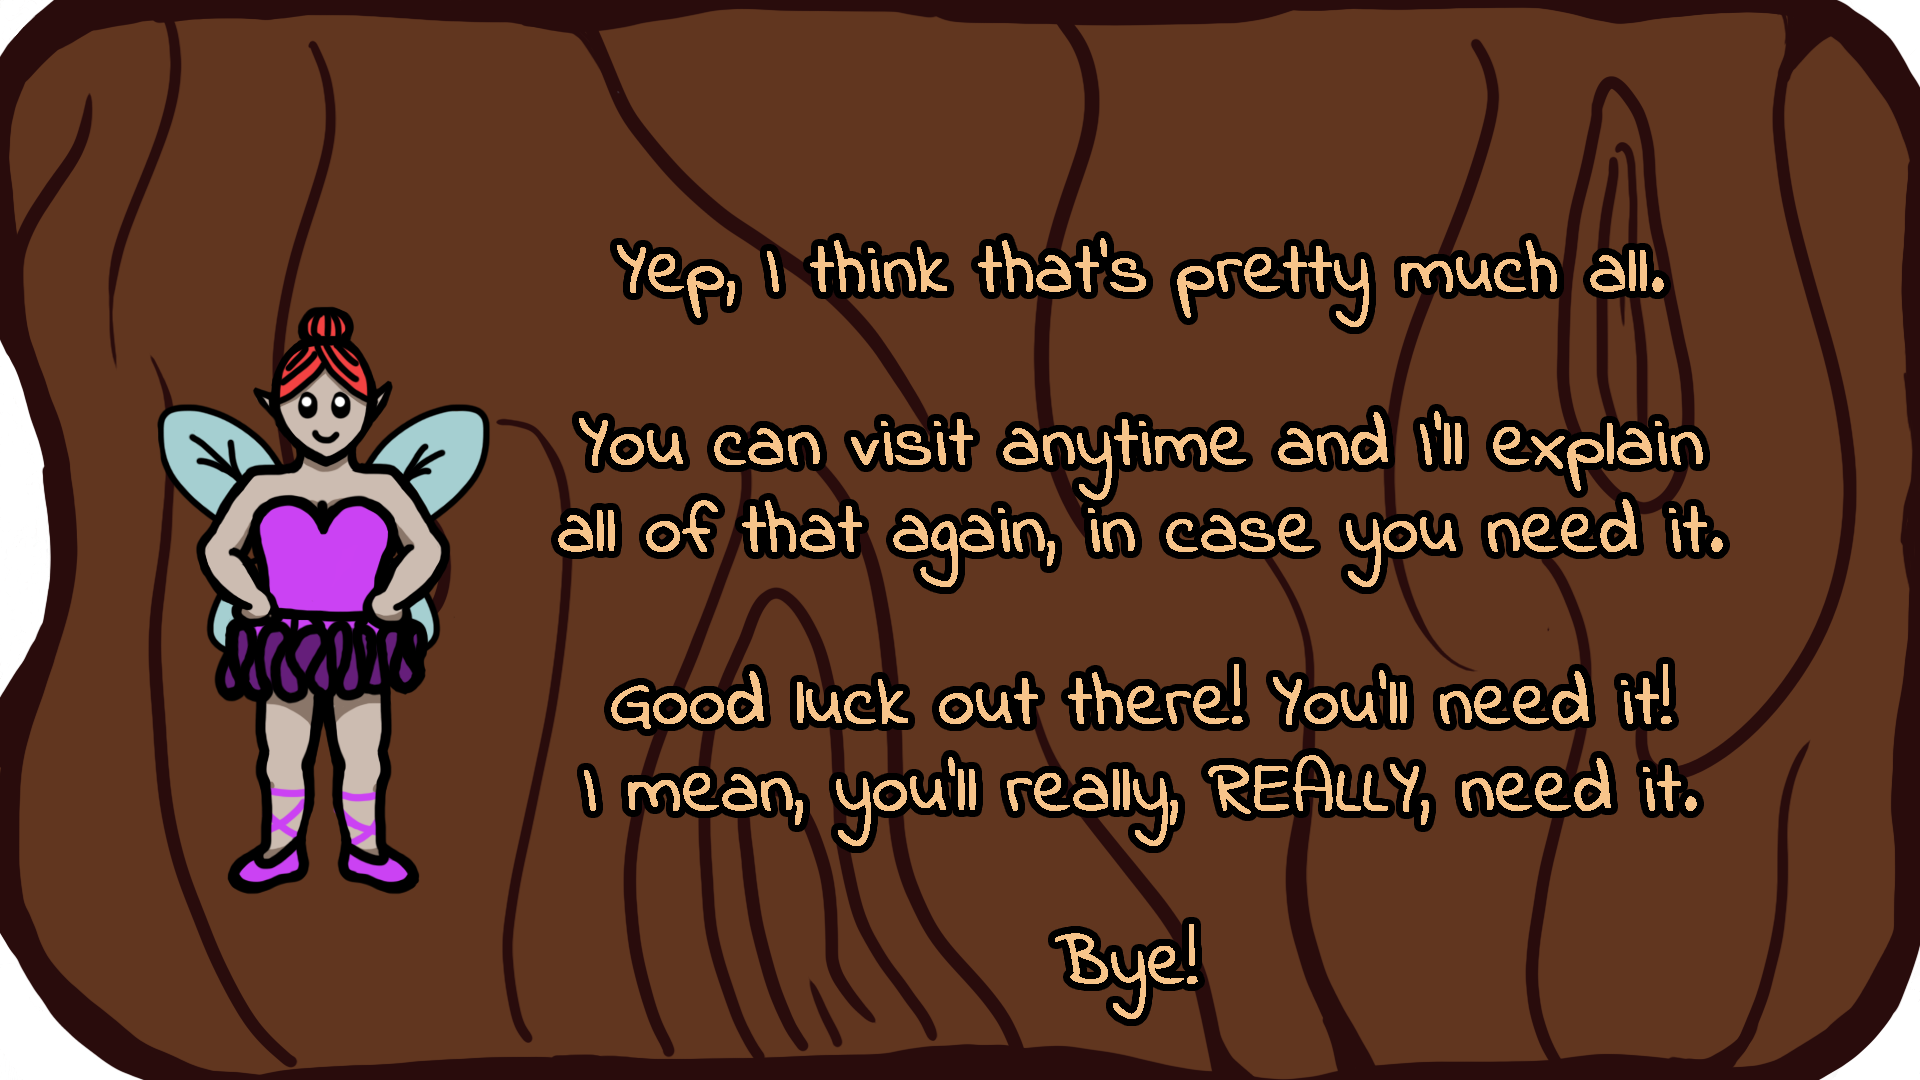 Yep, I think that's pretty much all.
You can visit anytime and I'll explain
all of that again, in case you need it.
Good luck out there! You'll need it!
I mean, you'll really, REALLY, need it.
Bye!